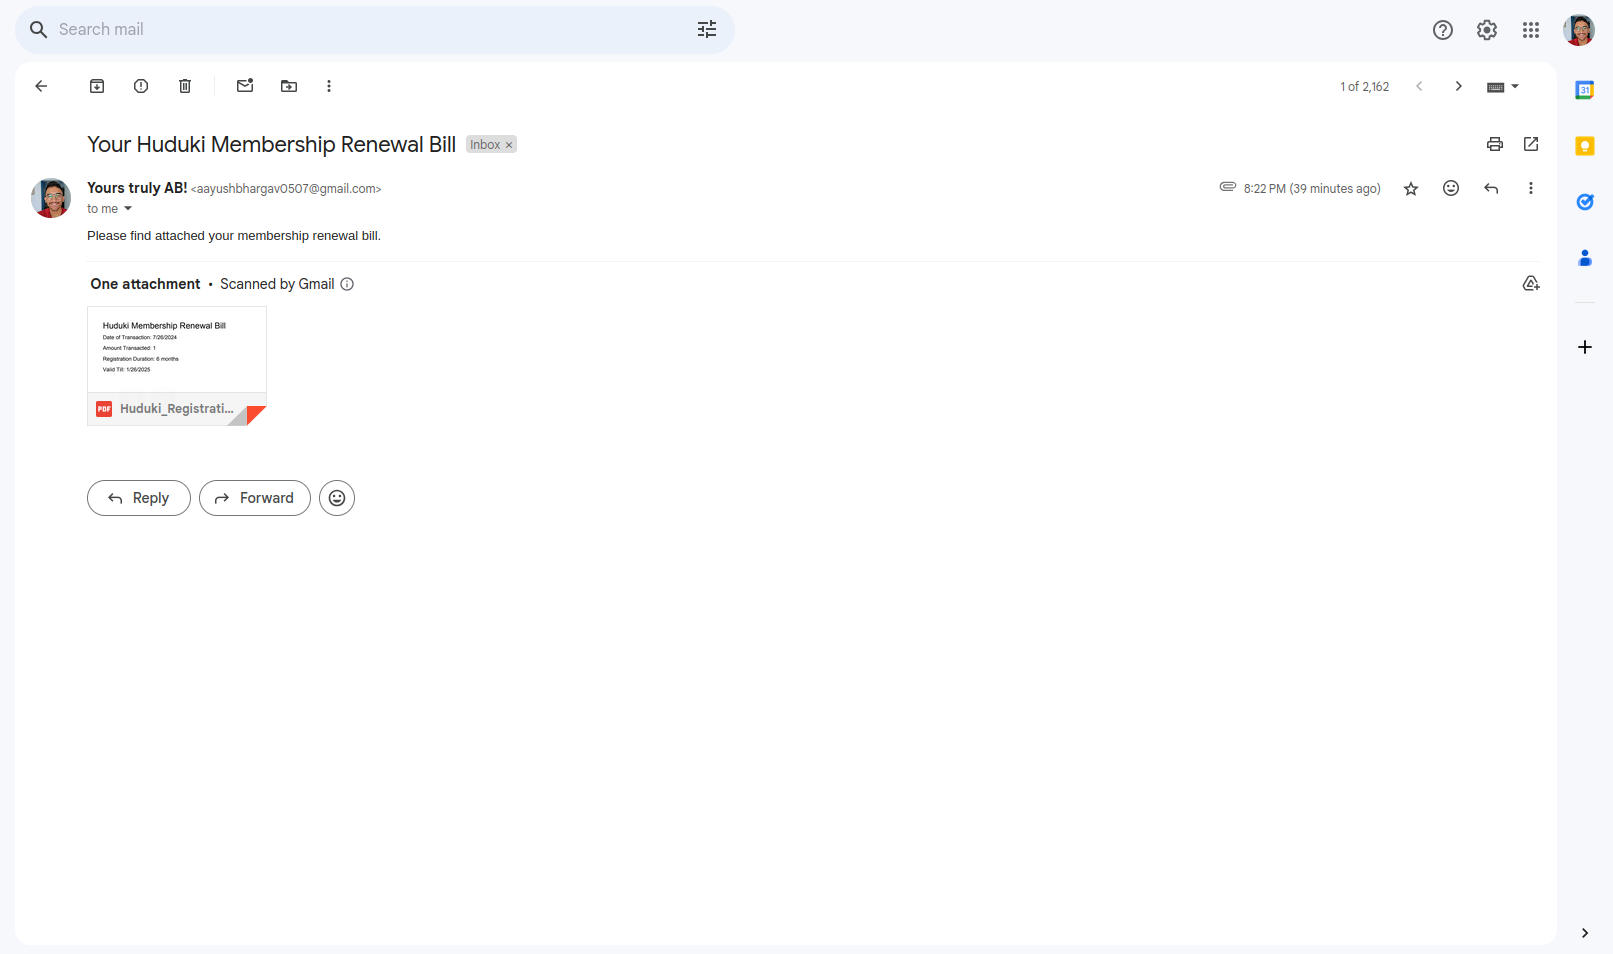 Search mail
1 of 2,162
31
Your Huduki Membership Renewal Bill
Inbox ×
Yours truly AB! <aayushbhargav0507@gmail.com>
8:22 PM (39 minutes ago)
to me
Please find attached your membership renewal bill.
One attachment • Scanned by Gmail
Huduki Membership Renewal Bill
Date of Transaction: 7/26/2024
Amount Transacted: 1
Registration Duration: 6 months
Valid Till: 1/26/2025
PDF Huduki_Registrati...
Reply
Forward